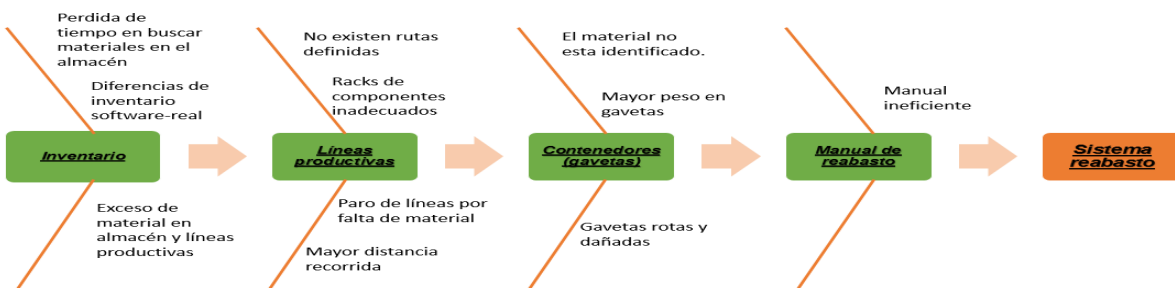 Perdida de
tiempo en buscar
materiales en el
almacén
Diferencias de
inventario
software-real
Inventario
Exceso de
material en
almacén y líneas
productivas
No existen rutas
definidas
Racks de
componentes
inadecuados
Líneas
productivas
Paro de líneas por
falta de material
Mayor distancia
recorrida
El material no
esta identificado.
Mayor peso en
gavetas
Contenedores
(gavetas)
Gavetas rotas y
dañadas
Manual
ineficiente
Manual de
reabasto
Sistema
reabasto